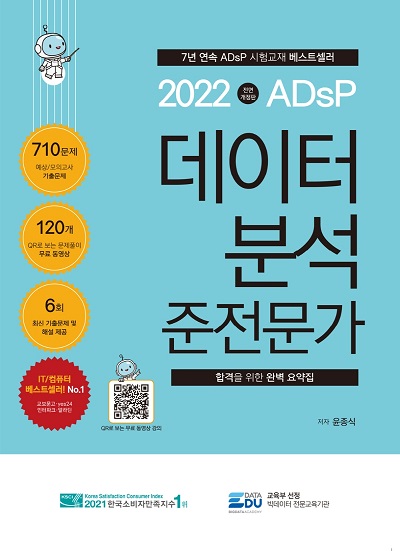 7년 연속 ADsP 시험교재 베스트셀러
2022 전면 개정판 ADsP
데이터
분석
준전문가
합격을 위한 완벽 요약집
710문제
예상/모의고사
기출문제
120개
QR로 보는 문제풀이
무료 동영상
6회
최신 기출문제 및
해설 제공
IT/컴퓨터
베스트셀러! No.1
교보문고·yes24
인터파크·알라딘
QR로 보는 무료 동영상 강의
저자 윤종식
KSCI Korea Satisfaction Consumer Index
2021 한국소비자만족지수 1위
DATA
EDU
BIGDATA ACADEMY
교육부 선정
빅데이터 전문교육기관